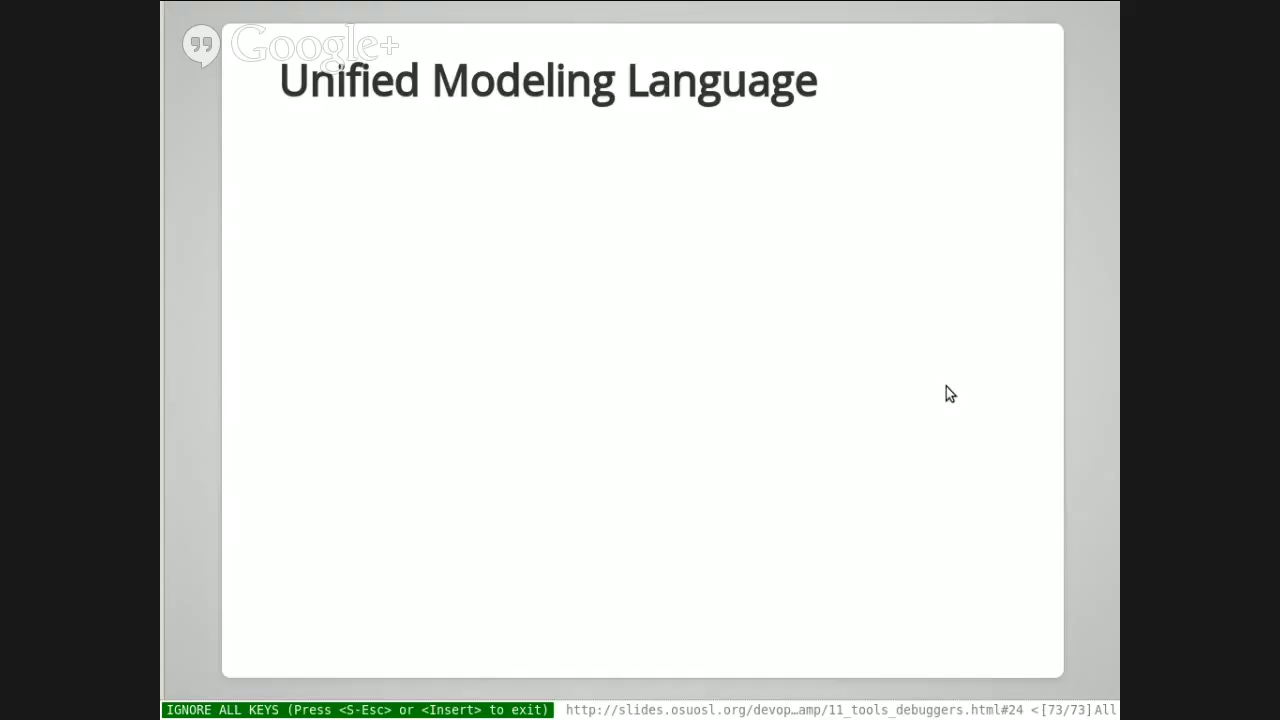 Google+
Unified Modeling Language
IGNORE ALL KEYS (Press <S-Esc> or <Insert> to exit) http://slides.osuosl.org/devop…amp/11_tools_debuggers.html#24 <[73/73]All